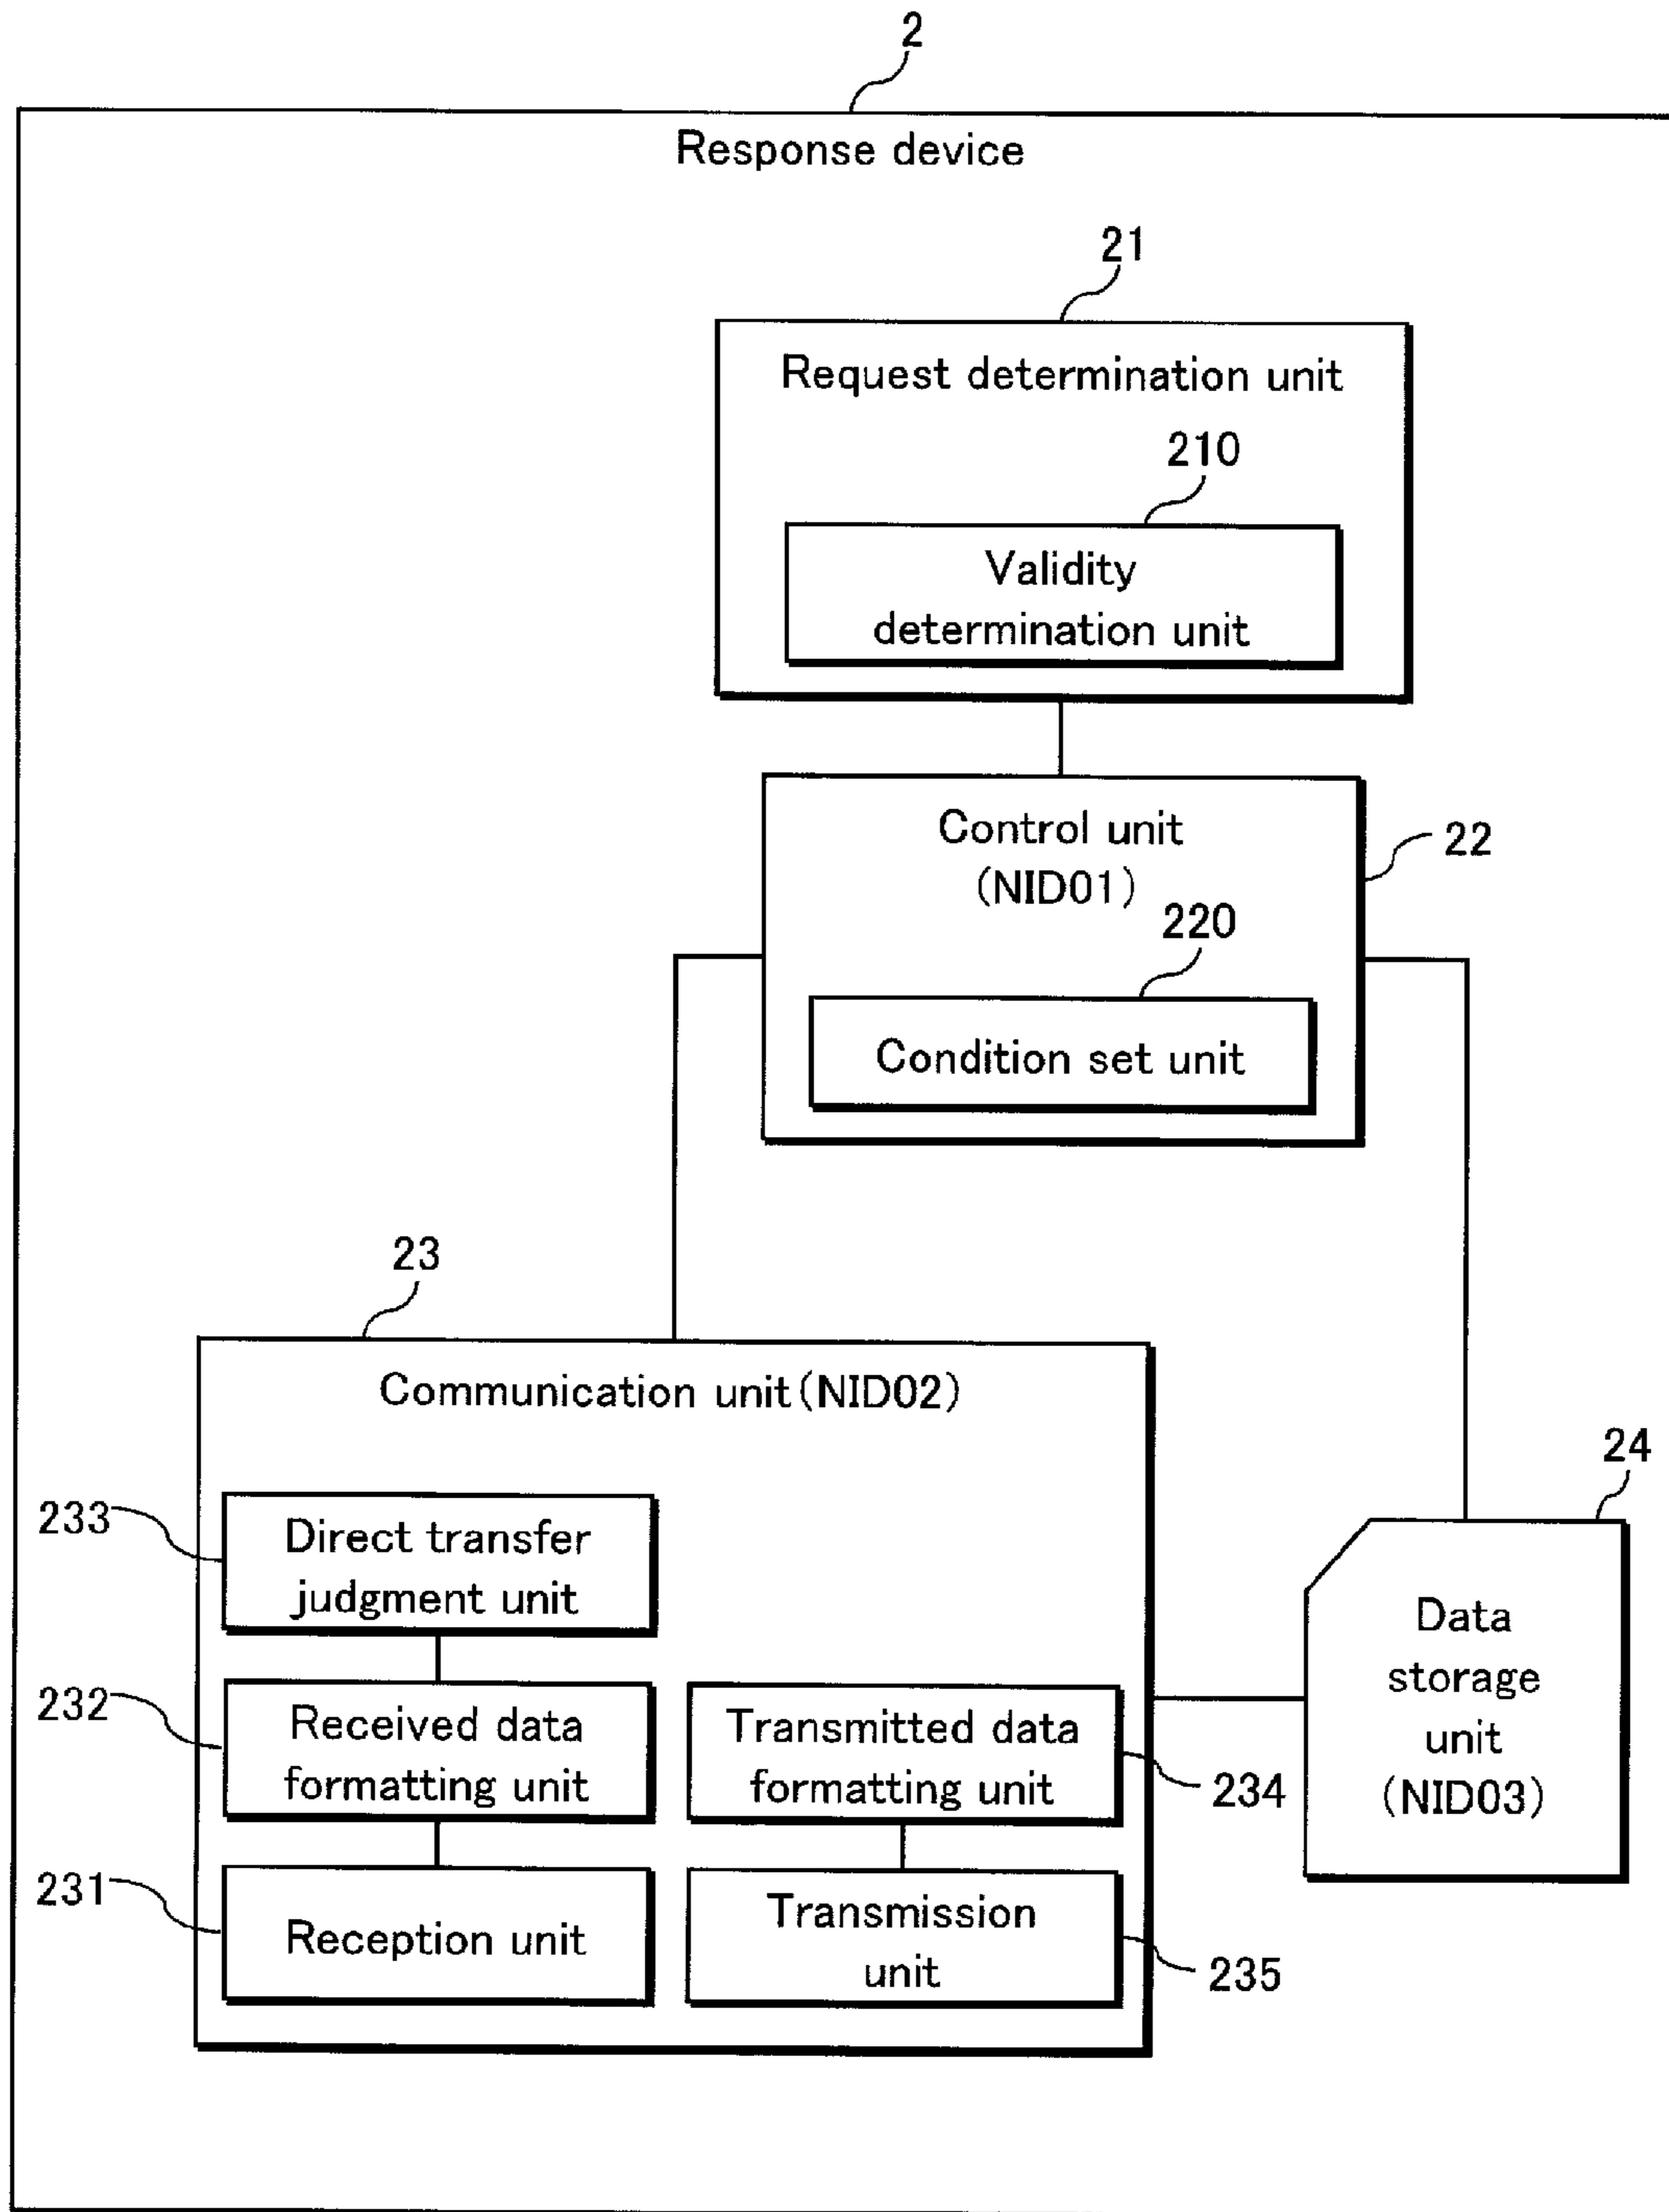 2
Response device
21
Request determination unit
210
Validity
determination unit
Control unit
(NID01)
22
220
Condition set unit
23
Communication unit(NID02)
24
233
Direct transfer
judgment unit
Data
storage
unit
(NID03)
232
Received data
formatting unit
Transmitted data
formatting unit
234
231
Reception unit
Transmission
unit
235